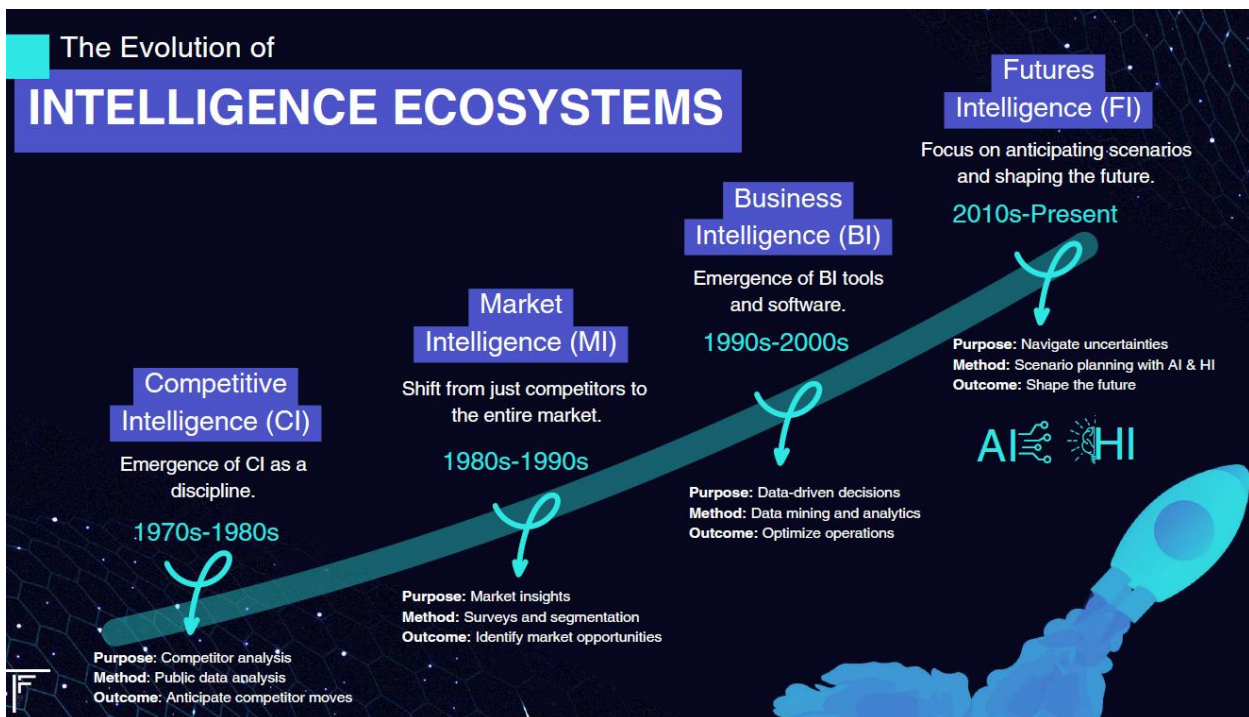 The Evolution of
INTELLIGENCE ECOSYSTEMS
Competitive
Intelligence (CI)
Emergence of CI as a
discipline.
1970s-1980s
Purpose: Competitor analysis
Method: Public data analysis
Outcome: Anticipate competitor moves
Market
Intelligence (MI)
Shift from just competitors to
the entire market.
1980s-1990s
Purpose: Market insights
Method: Surveys and segmentation
Outcome: Identify market opportunities
Business
Intelligence (BI)
Emergence of BI tools
and software.
1990s-2000s
Purpose: Data-driven decisions
Method: Data mining and analytics
Outcome: Optimize operations
Futures
Intelligence (FI)
Focus on anticipating scenarios
and shaping the future.
2010s-Present
Purpose: Navigate uncertainties
Method: Scenario planning with AI & HI
Outcome: Shape the future
AI HI